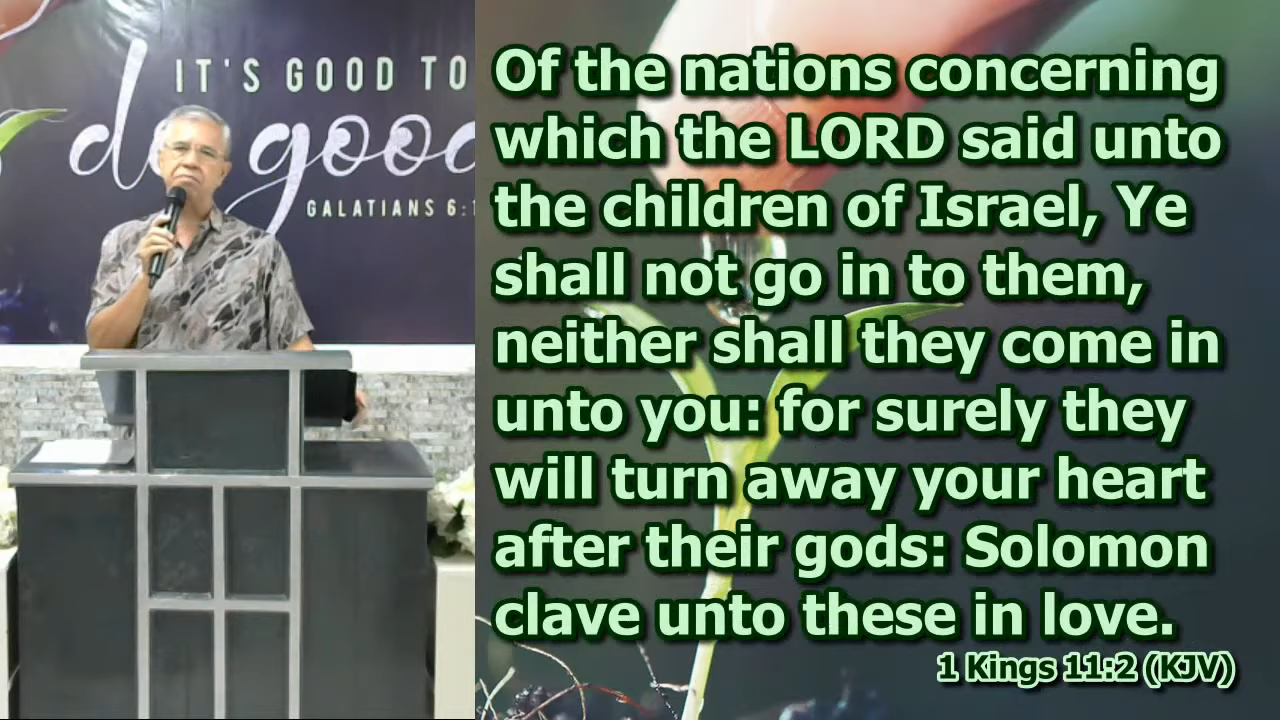 IT'S GOOD TO
do good
GALATIANS 6:1
Of the nations concerning
which the LORD said unto
the children of Israel, Ye
shall not go in to them,
neither shall they come in
unto you: for surely they
will turn away your heart
after their gods: Solomon
clave unto these in love.
1 Kings 11:2 (KJV)